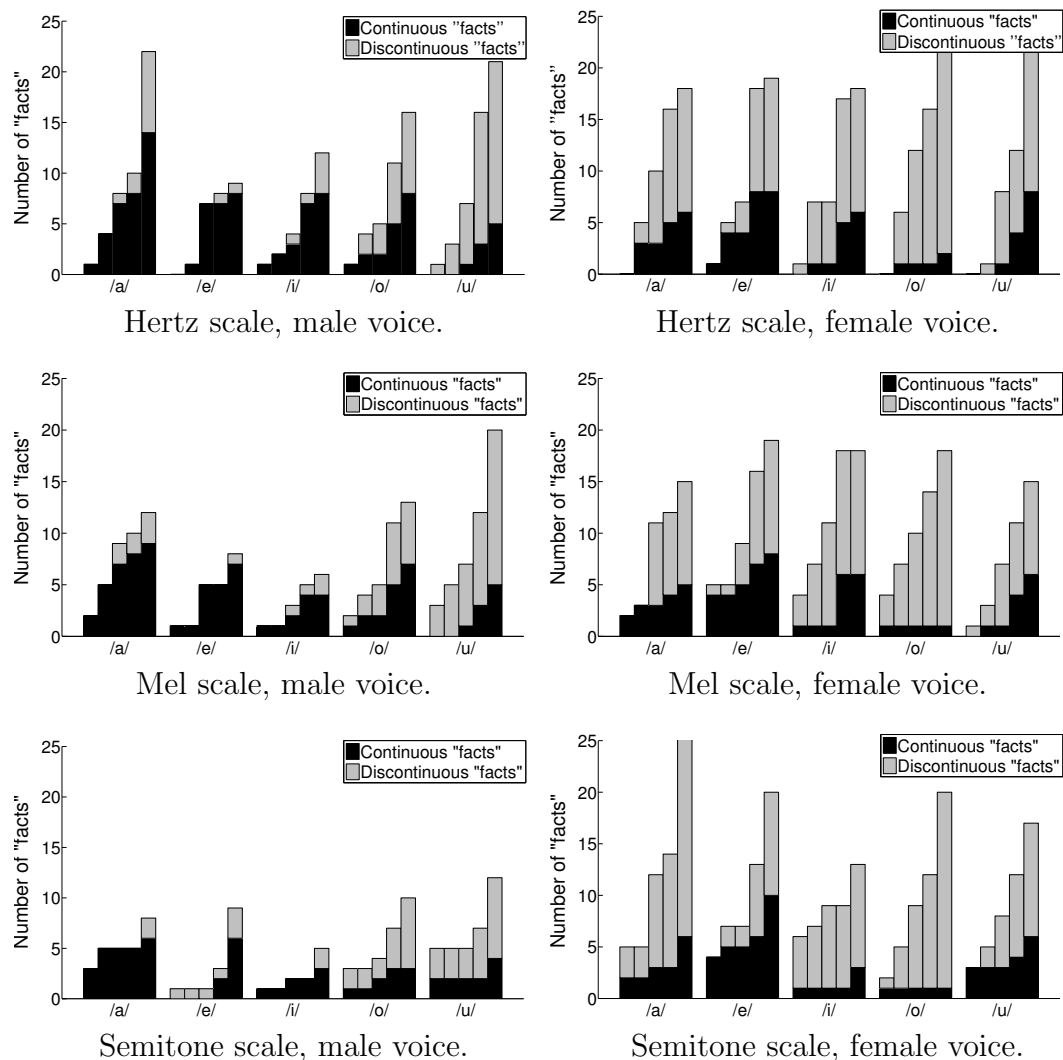 25
20
15
10
5
0
Number of "facts"
Continuous ''facts''
Discontinuous ''facts''
/a/ /e/ /i/ /o/ /u/
Hertz scale, male voice.
25
20
15
10
5
0
Number of ''facts''
Continuous "facts"
Discontinuous ''facts''
/a/ /e/ /i/ /o/ /u/
Hertz scale, female voice.
25
20
15
10
5
0
Number of "facts"
Continuous "facts"
Discontinuous "facts"
/a/ /e/ /i/ /o/ /u/
Mel scale, male voice.
25
20
15
10
5
0
Number of "facts"
Continuous "facts"
Discontinuous "facts"
/a/ /e/ /i/ /o/ /u/
Mel scale, female voice.
25
20
15
10
5
0
Number of "facts"
Continuous "facts"
Discontinuous "facts"
/a/ /e/ /i/ /o/ /u/
Semitone scale, male voice.
25
20
15
10
5
0
Number of "facts"
Continuous "facts"
Discontinuous "facts"
/a/ /e/ /i/ /o/ /u/
Semitone scale, female voice.